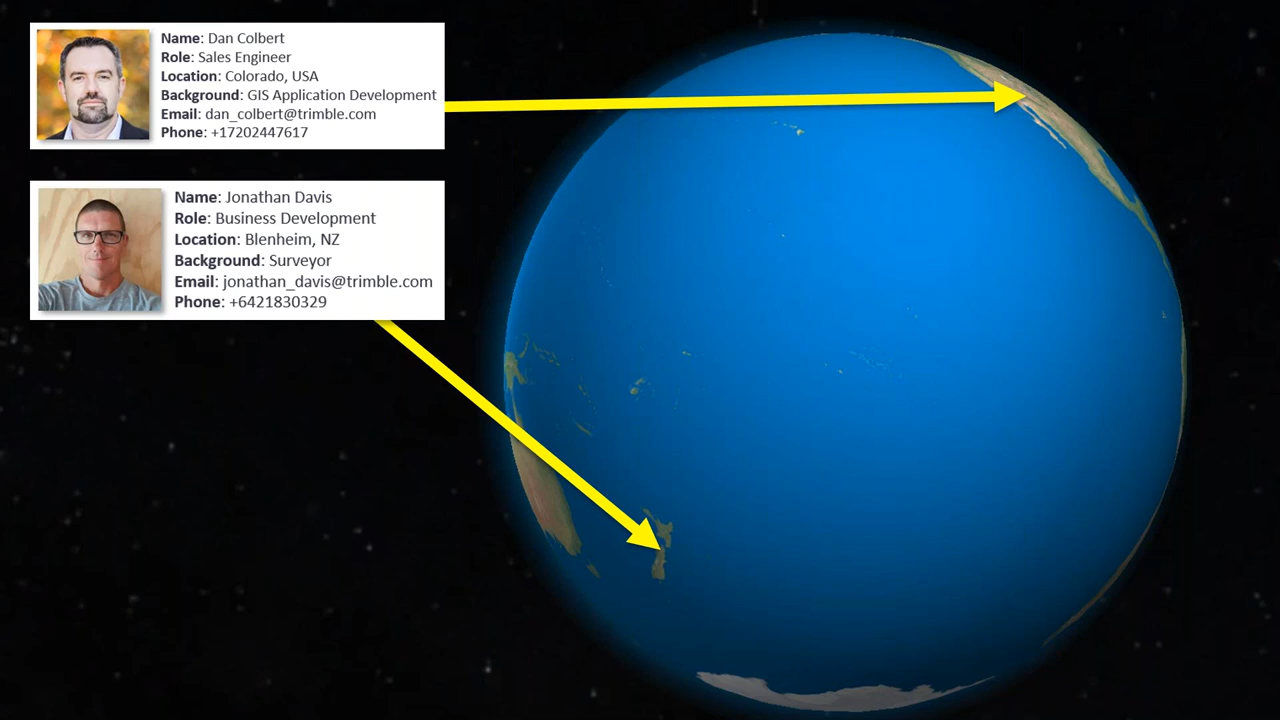 Name: Dan Colbert
Role: Sales Engineer
Location: Colorado, USA
Background: GIS Application Development
Email: dan_colbert@trimble.com
Phone: +17202447617
Name: Jonathan Davis
Role: Business Development
Location: Blenheim, NZ
Background: Surveyor
Email: jonathan_davis@trimble.com
Phone: +6421830329